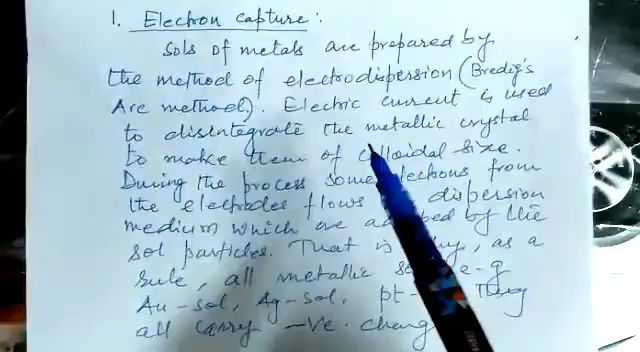 1. Electron capture:
Sols of metals are prepared by
the method of electrodispersion (Bredig's
Arc method). Electric current is used
to disintegrate the metallic crystal
to make them of colloidal size.
During the process some electrons from
the electrodes flows dispersion
medium which are by the
sol particles. That is as a
rule, all metallic e-g
Au-sol, Ag-sol, pt- They
all carry -ve